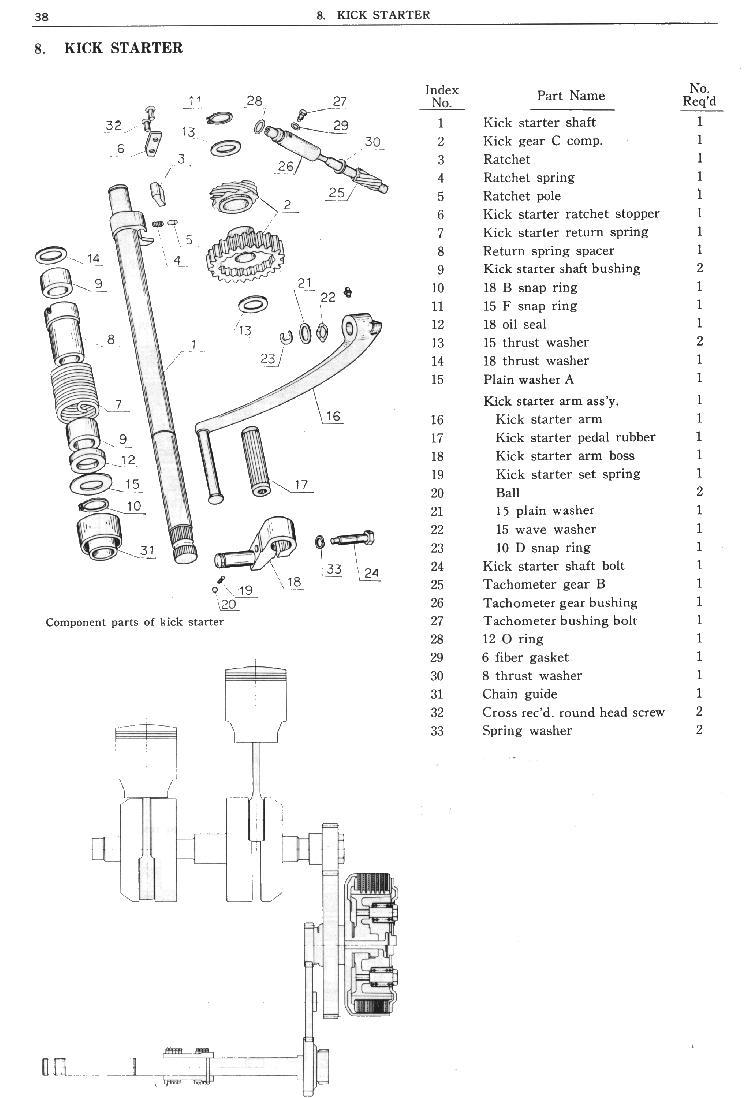 38
8. KICK STARTER
8. KICK STARTER
11 28 27
32 13 29 30
6 3 26
25
2
5
14 4
9 21 22
8 13
1 23
7 16
9
12
15 17
10
31
33 24
18
19
20
Component parts of kick starter
Index No. Part Name No. Req'd
1 Kick starter shaft 1
2 Kick gear C comp. 1
3 Ratchet 1
4 Ratchet spring 1
5 Ratchet pole 1
6 Kick starter ratchet stopper 1
7 Kick starter return spring 1
8 Return spring spacer 1
9 Kick starter shaft bushing 2
10 18 B snap ring 1
11 15 F snap ring 1
12 18 oil seal 1
13 15 thrust washer 2
14 18 thrust washer 1
15 Plain washer A 1
Kick starter arm ass'y. 1
16 Kick starter arm 1
17 Kick starter pedal rubber 1
18 Kick starter arm boss 1
19 Kick starter set spring 1
20 Ball 2
21 15 plain washer 1
22 15 wave washer 1
23 10 D snap ring 1
24 Kick starter shaft bolt 1
25 Tachometer gear B 1
26 Tachometer gear bushing 1
27 Tachometer bushing bolt 1
28 12 O ring 1
29 6 fiber gasket 1
30 8 thrust washer 1
31 Chain guide 1
32 Cross rec'd. round head screw 2
33 Spring washer 2